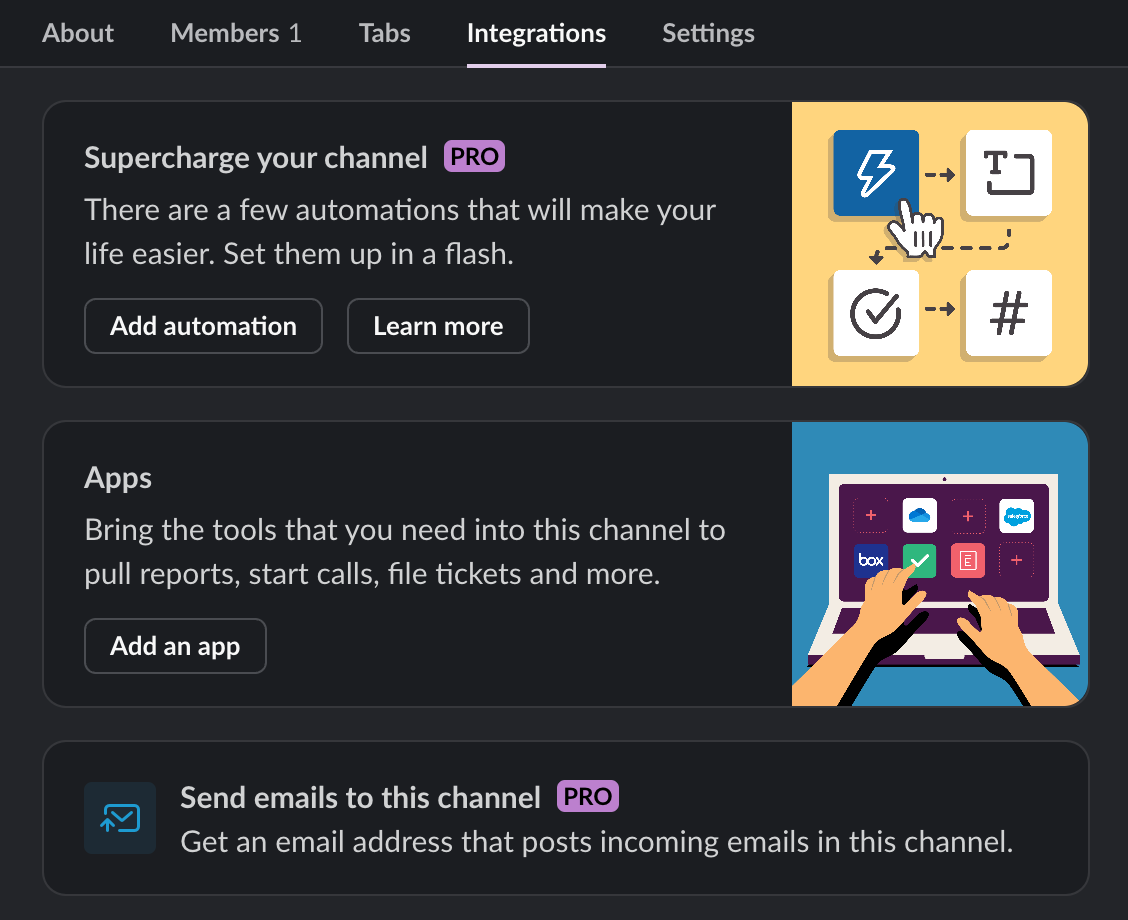 About Members 1 Tabs Integrations Settings
Supercharge your channel PRO
There are a few automations that will make your
life easier. Set them up in a flash.
Add automation Learn more
T
#
Apps
Bring the tools that you need into this channel to
pull reports, start calls, file tickets and more.
Add an app
salesforce
box E
Send emails to this channel PRO
Get an email address that posts incoming emails in this channel.